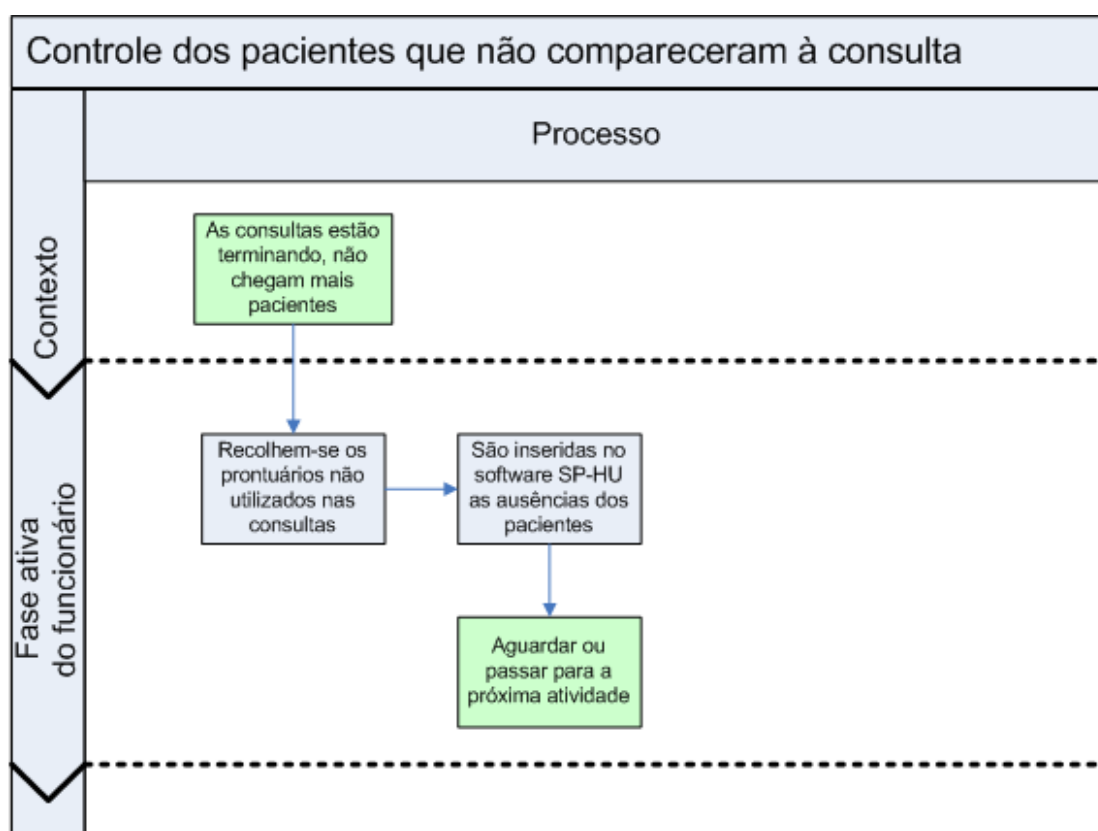 Controle dos pacientes que não compareceram à consulta
Processo
Contexto
As consultas estão
terminando, não
chegam mais
pacientes
Fase ativa
do funcionário
Recolhem-se os
prontuários não
utilizados nas
consultas
São inseridas no
software SP-HU
as ausências dos
pacientes
Aguardar ou
passar para a
próxima atividade